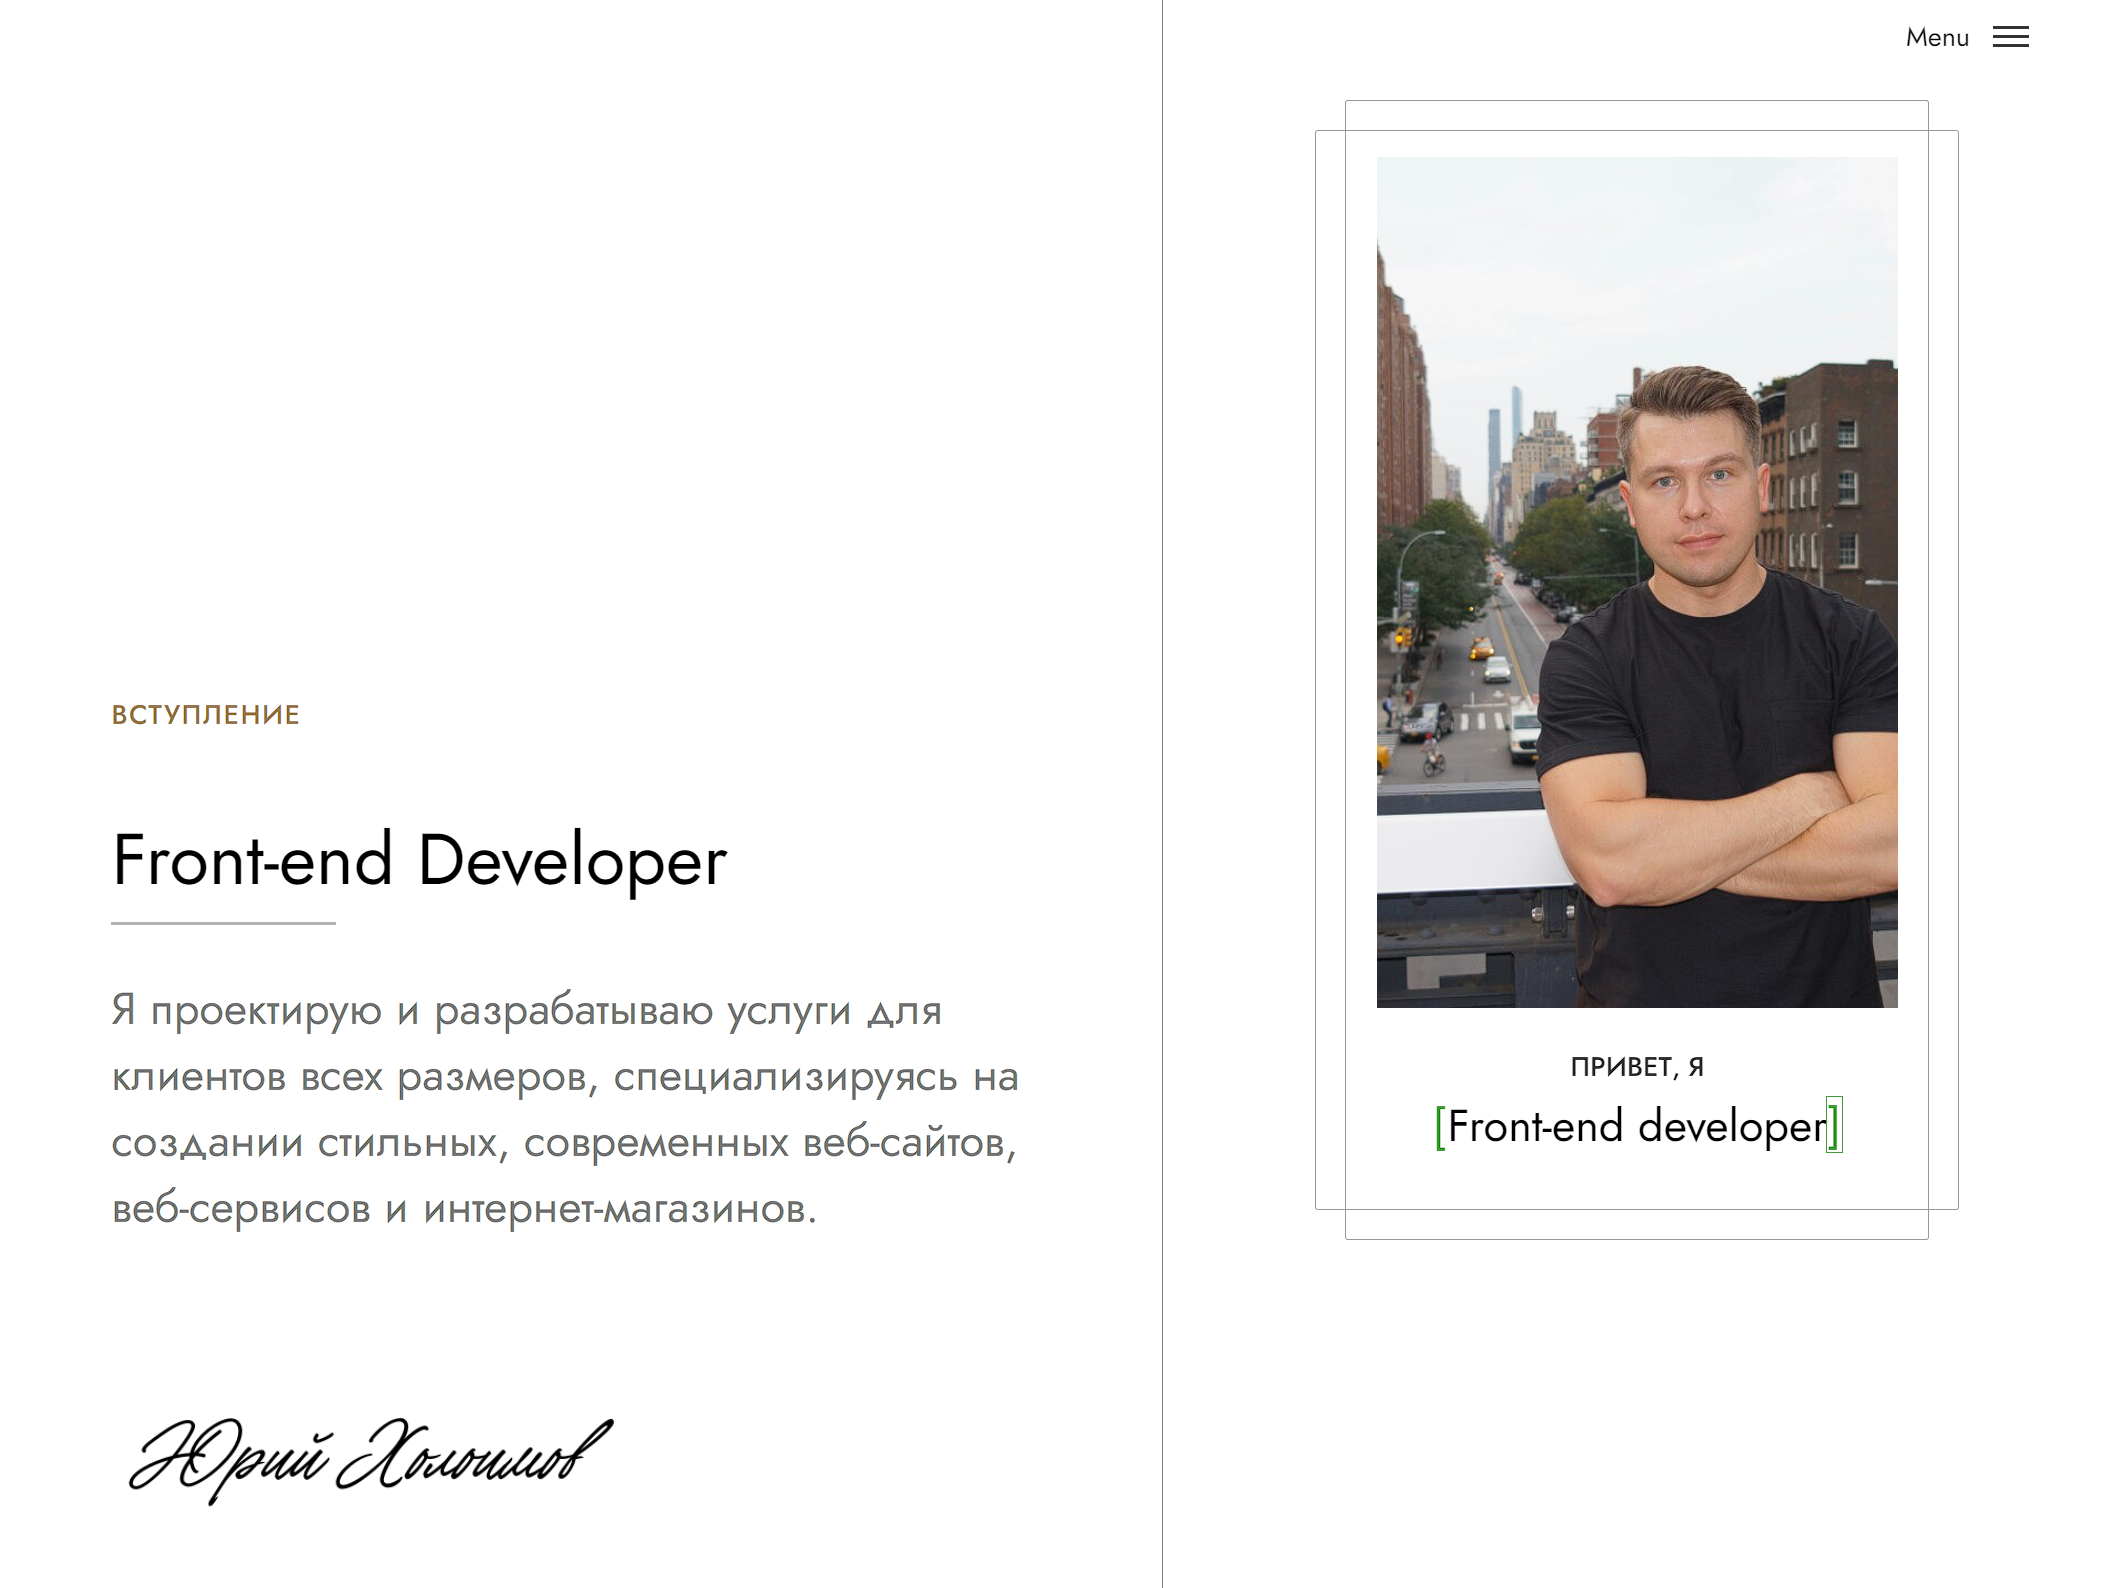 Menu
ВСТУПЛЕНИЕ
Front-end Developer
Я проектирую и разрабатываю услуги для
клиентов всех размеров, специализируясь на
создании стильных, современных веб-сайтов,
веб-сервисов и интернет-магазинов.
Юрий Холошмов
ПРИВЕТ, Я
[Front-end developer]